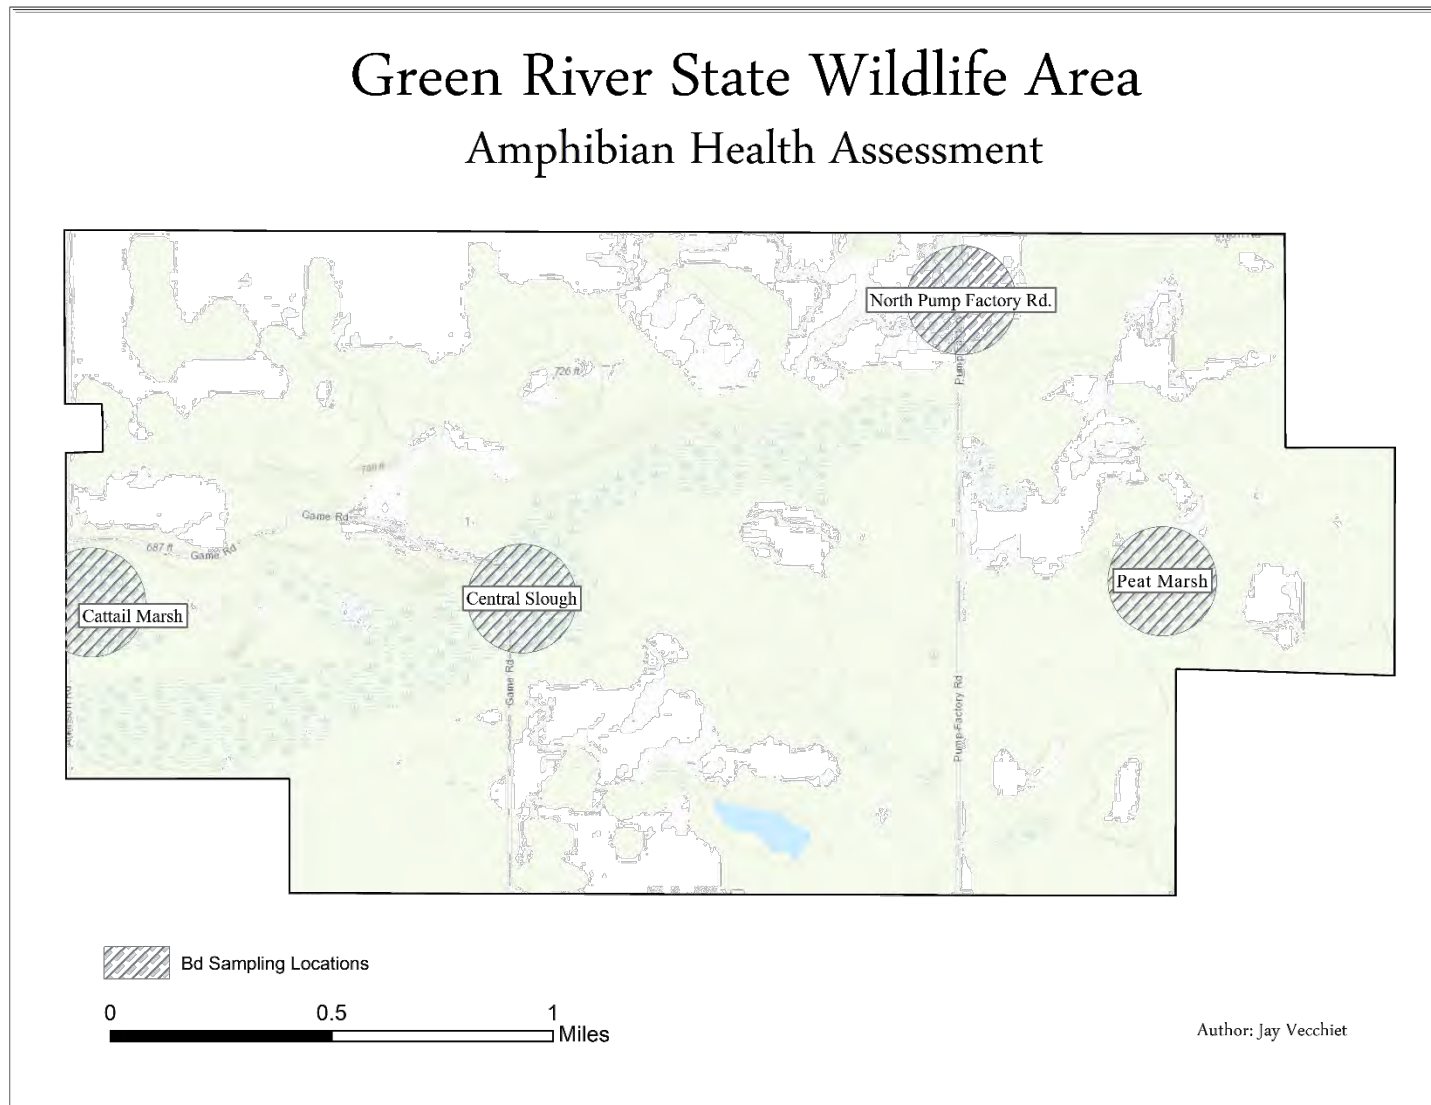 Green River State Wildlife Area
Amphibian Health Assessment
North Pump Factory Rd.
726 ft
Game Rd
687 ft
Game Rd
Cattail Marsh
Central Slough
Peat Marsh
Game Rd
Pump Factory Rd
Bd Sampling Locations
0 0.5 1
Miles
Author: Jay Vecchiet